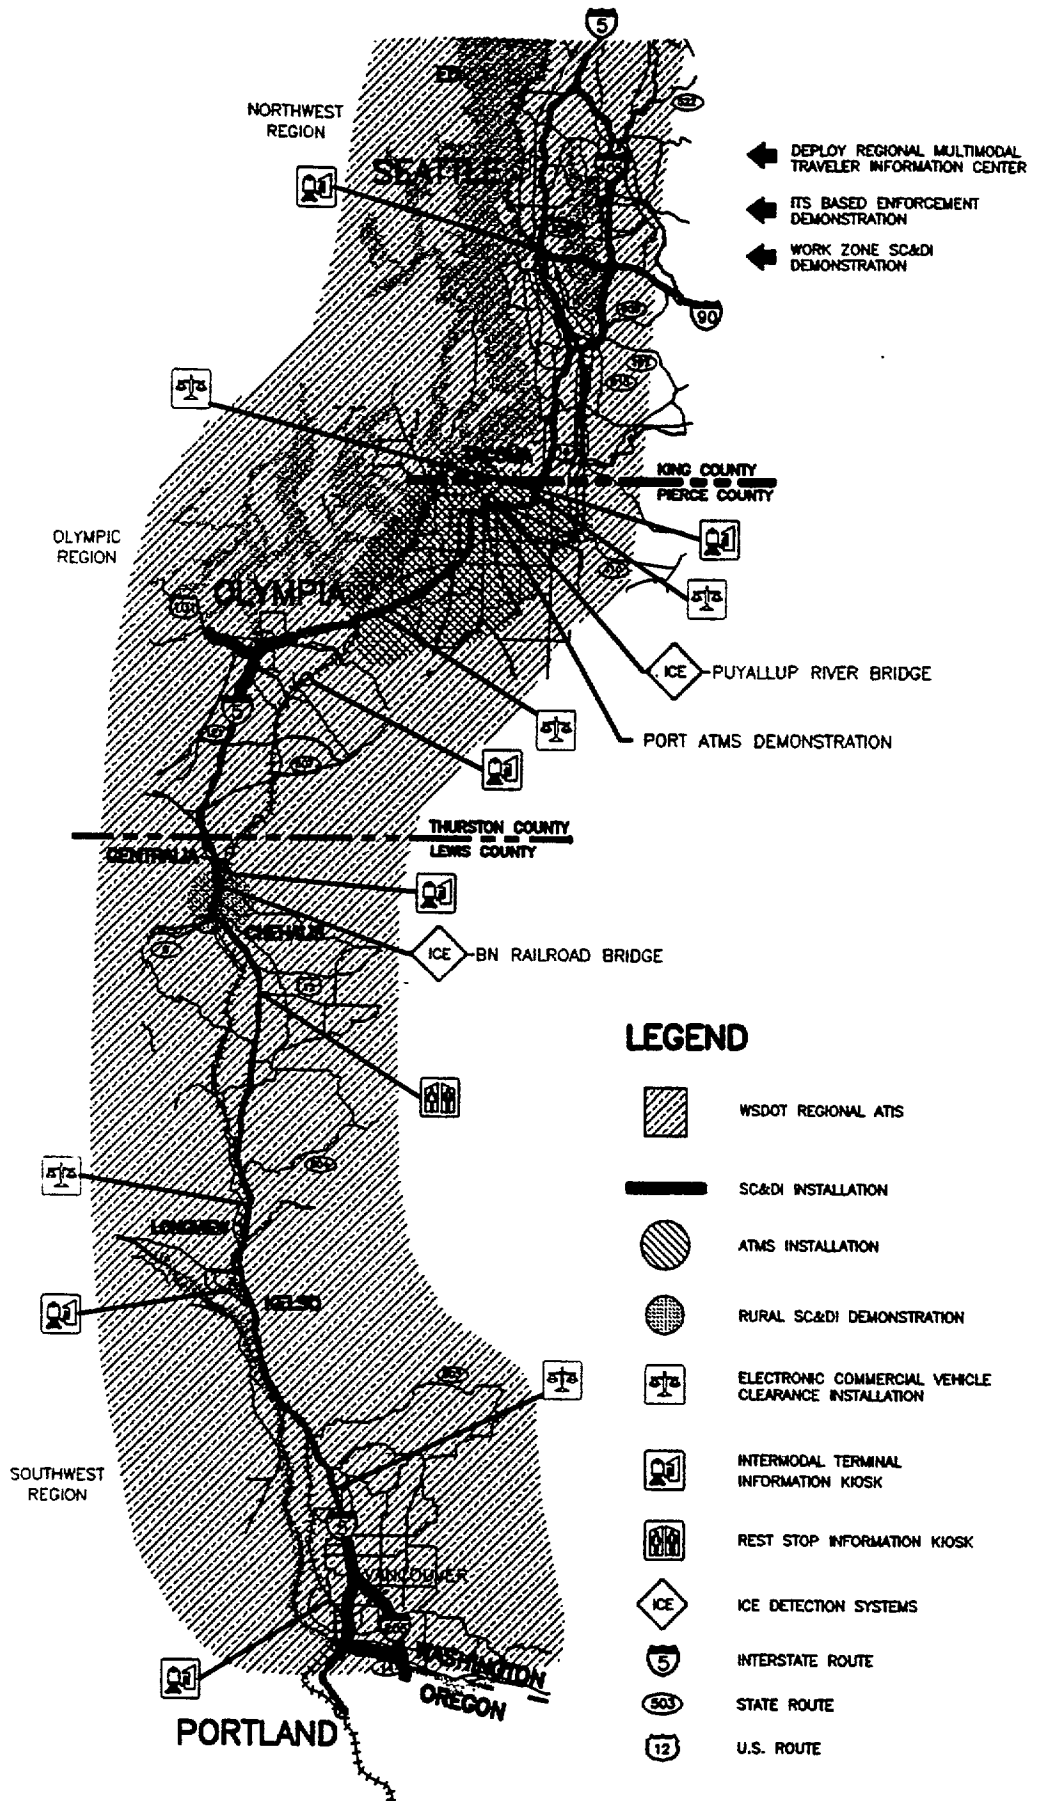 5
NORTHWEST
REGION
SEATTLE
522
DEPLOY REGIONAL MULTIMODAL
TRAVELER INFORMATION CENTER
ITS BASED ENFORCEMENT
DEMONSTRATION
WORK ZONE SC&DI
DEMONSTRATION
90
TACOMA
KING COUNTY
PIERCE COUNTY
OLYMPIC
REGION
OLYMPIA
101
ICE
PUYALLUP RIVER BRIDGE
5
PORT ATMS DEMONSTRATION
THURSTON COUNTY
LEWIS COUNTY
CENTRALIA
CHEHALIS
ICE
BN RAILROAD BRIDGE
LONGVIEW
KELSO
SOUTHWEST
REGION
VANCOUVER
WASHINGTON
OREGON
PORTLAND
LEGEND
WSDOT REGIONAL ATIS
SC&DI INSTALLATION
ATMS INSTALLATION
RURAL SC&DI DEMONSTRATION
ELECTRONIC COMMERCIAL VEHICLE
CLEARANCE INSTALLATION
INTERMODAL TERMINAL
INFORMATION KIOSK
REST STOP INFORMATION KIOSK
ICE
ICE DETECTION SYSTEMS
5
INTERSTATE ROUTE
503
STATE ROUTE
12
U.S. ROUTE